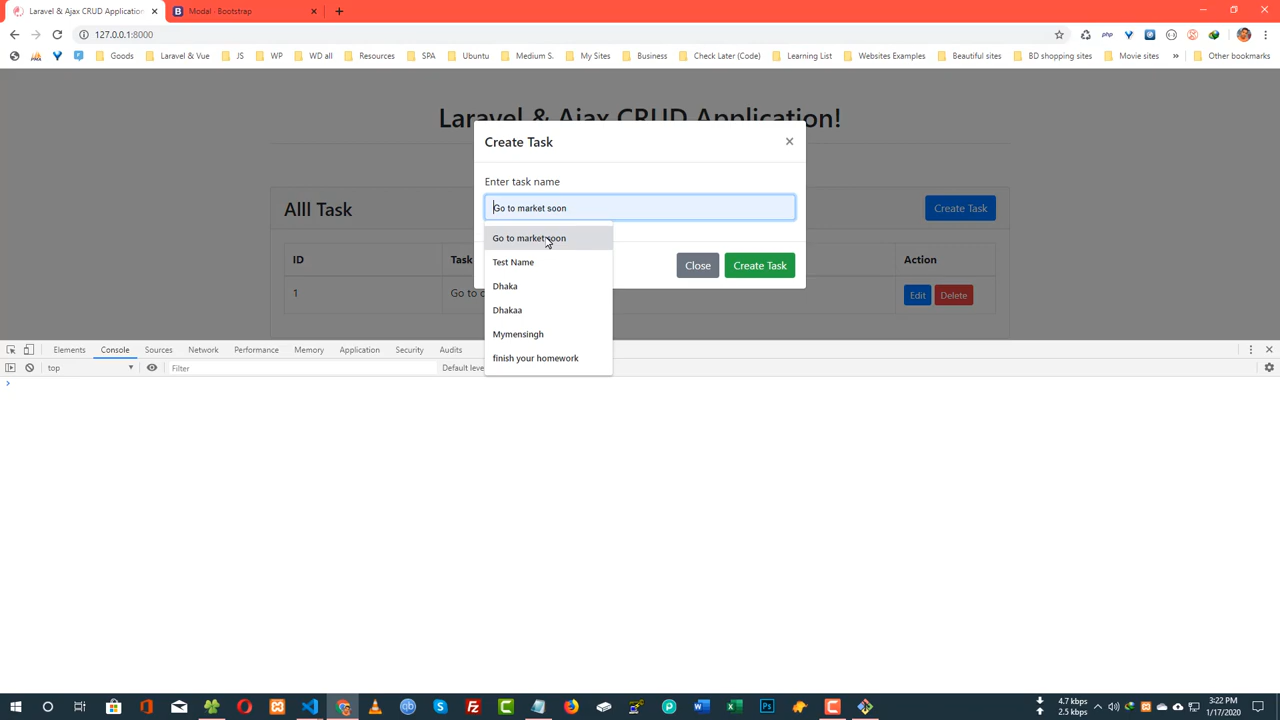 Laravel & Ajax CRUD Application
Modal · Bootstrap
127.0.0.1:8000
Goods
Laravel & Vue
JS
WP
WD all
Resources
SPA
Ubuntu
Medium S.
My Sites
Business
Check Later (Code)
Learning List
Websites Examples
Beautiful sites
BD shopping sites
Movie sites
»
Other bookmarks
Laravel & Ajax CRUD Application!
Create Task
×
Enter task name
Go to market soon
Alll Task
Create Task
Go to market soon
Test Name
Dhaka
Dhakaa
Mymensingh
finish your homework
Close
Create Task
ID
Task
Action
1
Go to
Edit
Delete
Elements
Console
Sources
Network
Performance
Memory
Application
Security
Audits
top
Filter
Default leve
4.7 kbps
2.5 kbps
3:22 PM
1/17/2020